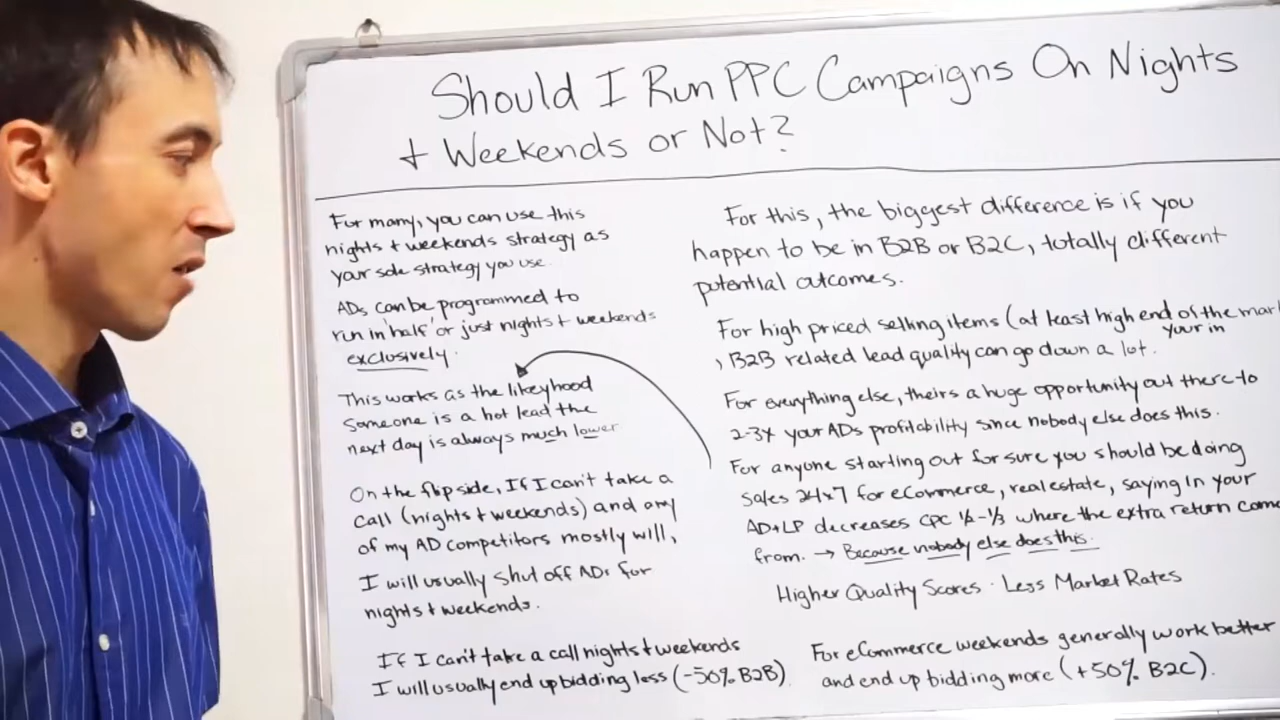 Should I Run PPC Campaigns On Nights
+ Weekends or Not?
For many, you can use this
nights + weekends strategy as
your sole strategy you use.
ADs can be programmed to
run in 'half' or just nights + weekends
exclusively.
This works as the likeyhood
someone is a hot lead the
next day is always much lower
On the flipside, If I can't take a
call (nights + weekends) and any
of my AD competitors mostly will,
I will usually shut off ADs for
nights + weekends.
If I can't take a call nights + weekends
I will usually end up bidding less (-50% B2B)
For this, the biggest difference is if you
happen to be in B2B or B2C, totally different
potential outcomes.
For high priced selling items (at least high end of the mar
your in
, B2B related lead quality can go down a lot.
For everything else, theirs a huge opportunity out there to
2-3x your ADs profitability since nobody else does this.
For anyone starting out for sure you should be doing
sales 24x7 for eCommerce, real estate, saying in your
AD+LP decreases CPC 1/2-1/3 where the extra return come
from. → Because nobody else does this.
Higher Quality Scores · Less Market Rates
For eCommerce weekends generally work better
and end up bidding more (+50% B2C).